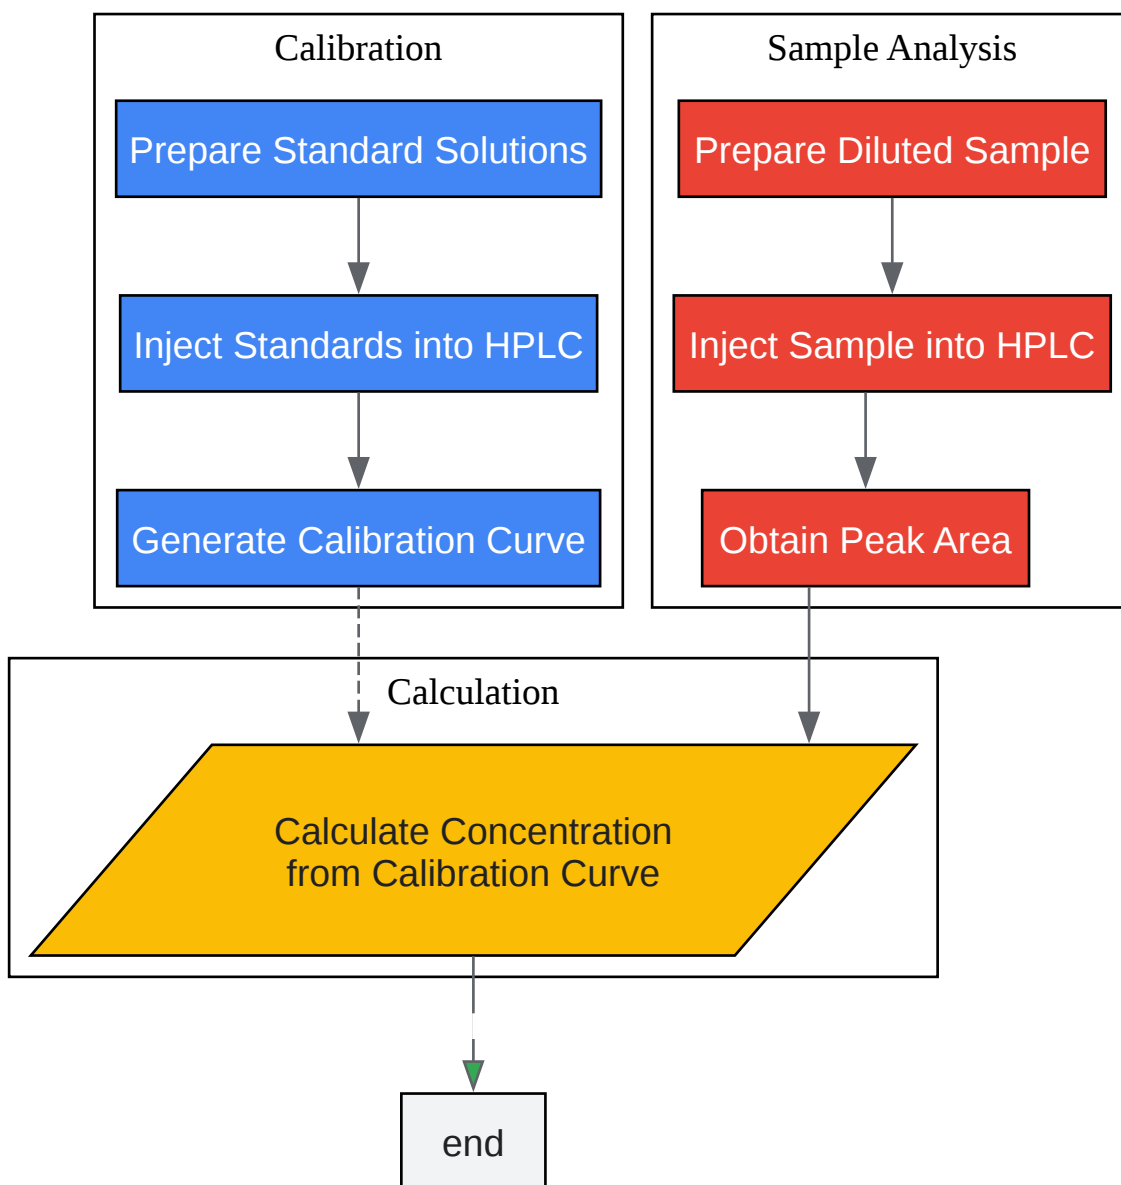 Calibration
Prepare Standard Solutions
Inject Standards into HPLC
Generate Calibration Curve
Sample Analysis
Prepare Diluted Sample
Inject Sample into HPLC
Obtain Peak Area
Calculation
Calculate Concentration
from Calibration Curve
end